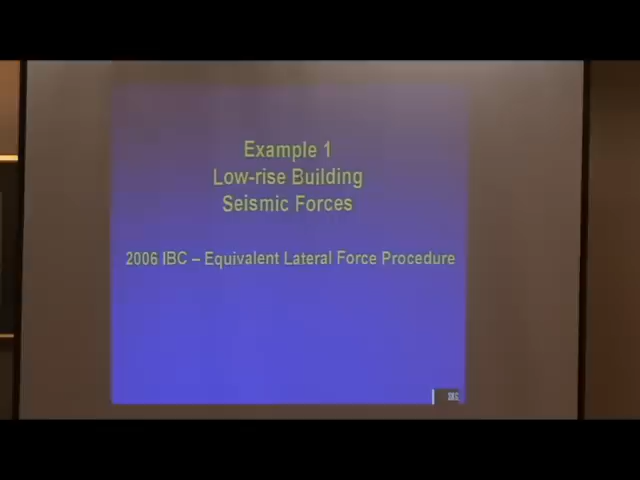 Example 1
Low-rise Building
Seismic Forces
2006 IBC – Equivalent Lateral Force Procedure